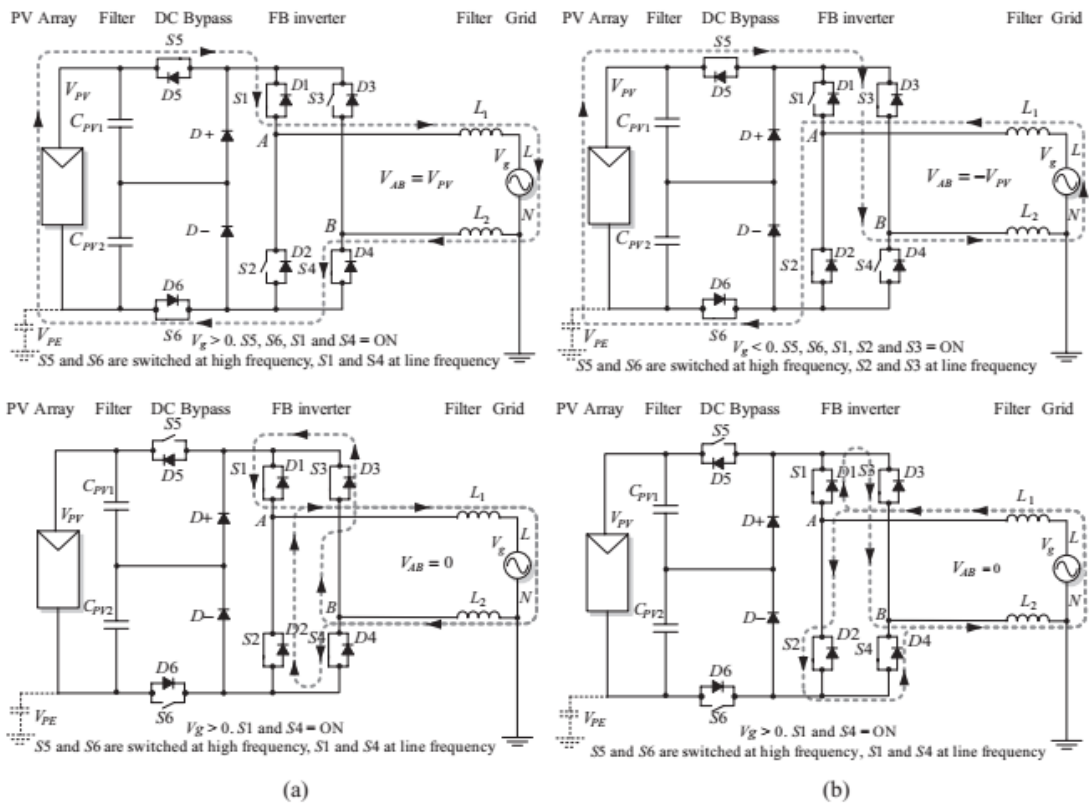 PV Array Filter DC Bypass FB inverter Filter Grid
S5
D5
V_PV
C_PV1
D+
S1 D1 S3 D3
A
L_1
L
V_g
V_AB = V_PV
N
B
L_2
C_PV2
D−
S2 D2 S4 D4
D6
S6
V_PE
V_g > 0. S5, S6, S1 and S4 = ON
S5 and S6 are switched at high frequency, S1 and S4 at line frequency
PV Array Filter DC Bypass FB inverter Filter Grid
S5
D5
V_PV
C_PV1
D+
S1 D1 S3 D3
A
L_1
L
V_g
V_AB = −V_PV
N
B
L_2
C_PV2
D−
S2 D2 S4 D4
D6
S6
V_PE
V_g < 0. S5, S6, S1, S2 and S3 = ON
S5 and S6 are switched at high frequency, S2 and S3 at line frequency
PV Array Filter DC Bypass FB inverter Filter Grid
S5
D5
V_PV
C_PV1
D+
S1 D1 S3 D3
A
L_1
L
V_g
V_AB = 0
N
B
L_2
C_PV2
D−
S2 D2 S4 D4
D6
S6
V_PE
Vg > 0. S1 and S4 = ON
S5 and S6 are switched at high frequency, S1 and S4 at line frequency
(a)
PV Array Filter DC Bypass FB inverter Filter Grid
S5
D5
V_PV
C_PV1
D+
S1 D1 S3 D3
A
L_1
L
V_g
V_AB = 0
N
B
L_2
C_PV2
D−
S2 D2 S4 D4
D6
S6
V_PE
Vg > 0. S1 and S4 = ON
S5 and S6 are switched at high frequency, S1 and S4 at line frequency
(b)